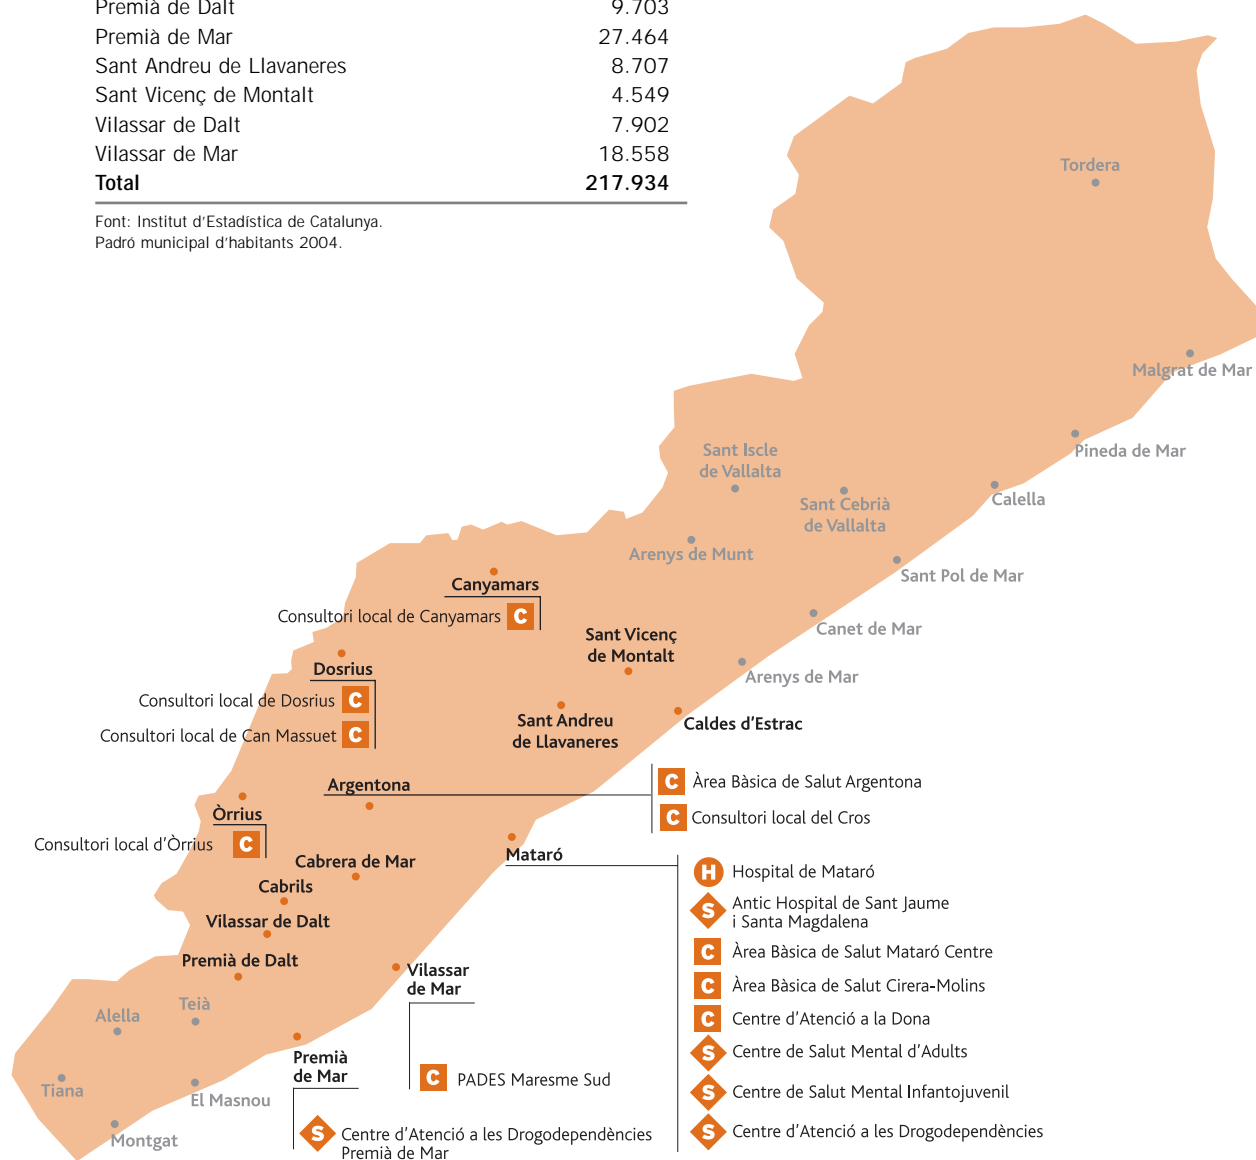 Premià de Dalt 9.703
Premià de Mar 27.464
Sant Andreu de Llavaneres 8.707
Sant Vicenç de Montalt 4.549
Vilassar de Dalt 7.902
Vilassar de Mar 18.558
Total 217.934
Font: Institut d'Estadística de Catalunya.
Padró municipal d'habitants 2004.
Tordera
Malgrat de Mar
Pineda de Mar
Sant Iscle
de Vallalta
Calella
Sant Cebrià
de Vallalta
Arenys de Munt
Sant Pol de Mar
Canyamars
Consultori local de Canyamars C
Canet de Mar
Sant Vicenç
de Montalt
Dosrius
Arenys de Mar
Consultori local de Dosrius C
Consultori local de Can Massuet C
Sant Andreu
de Llavaneres
Caldes d'Estrac
Argentona
C Àrea Bàsica de Salut Argentona
C Consultori local del Cros
Òrrius
Consultori local d'Òrrius C
Mataró
H Hospital de Mataró
S Antic Hospital de Sant Jaume
i Santa Magdalena
C Àrea Bàsica de Salut Mataró Centre
C Àrea Bàsica de Salut Cirera-Molins
C Centre d'Atenció a la Dona
S Centre de Salut Mental d'Adults
S Centre de Salut Mental Infantojuvenil
S Centre d'Atenció a les Drogodependències
Cabrera de Mar
Cabrils
Vilassar de Dalt
Premià de Dalt
Vilassar
de Mar
C PADES Maresme Sud
Teià
Alella
Premià
de Mar
S Centre d'Atenció a les Drogodependències
Premià de Mar
Tiana
El Masnou
Montgat